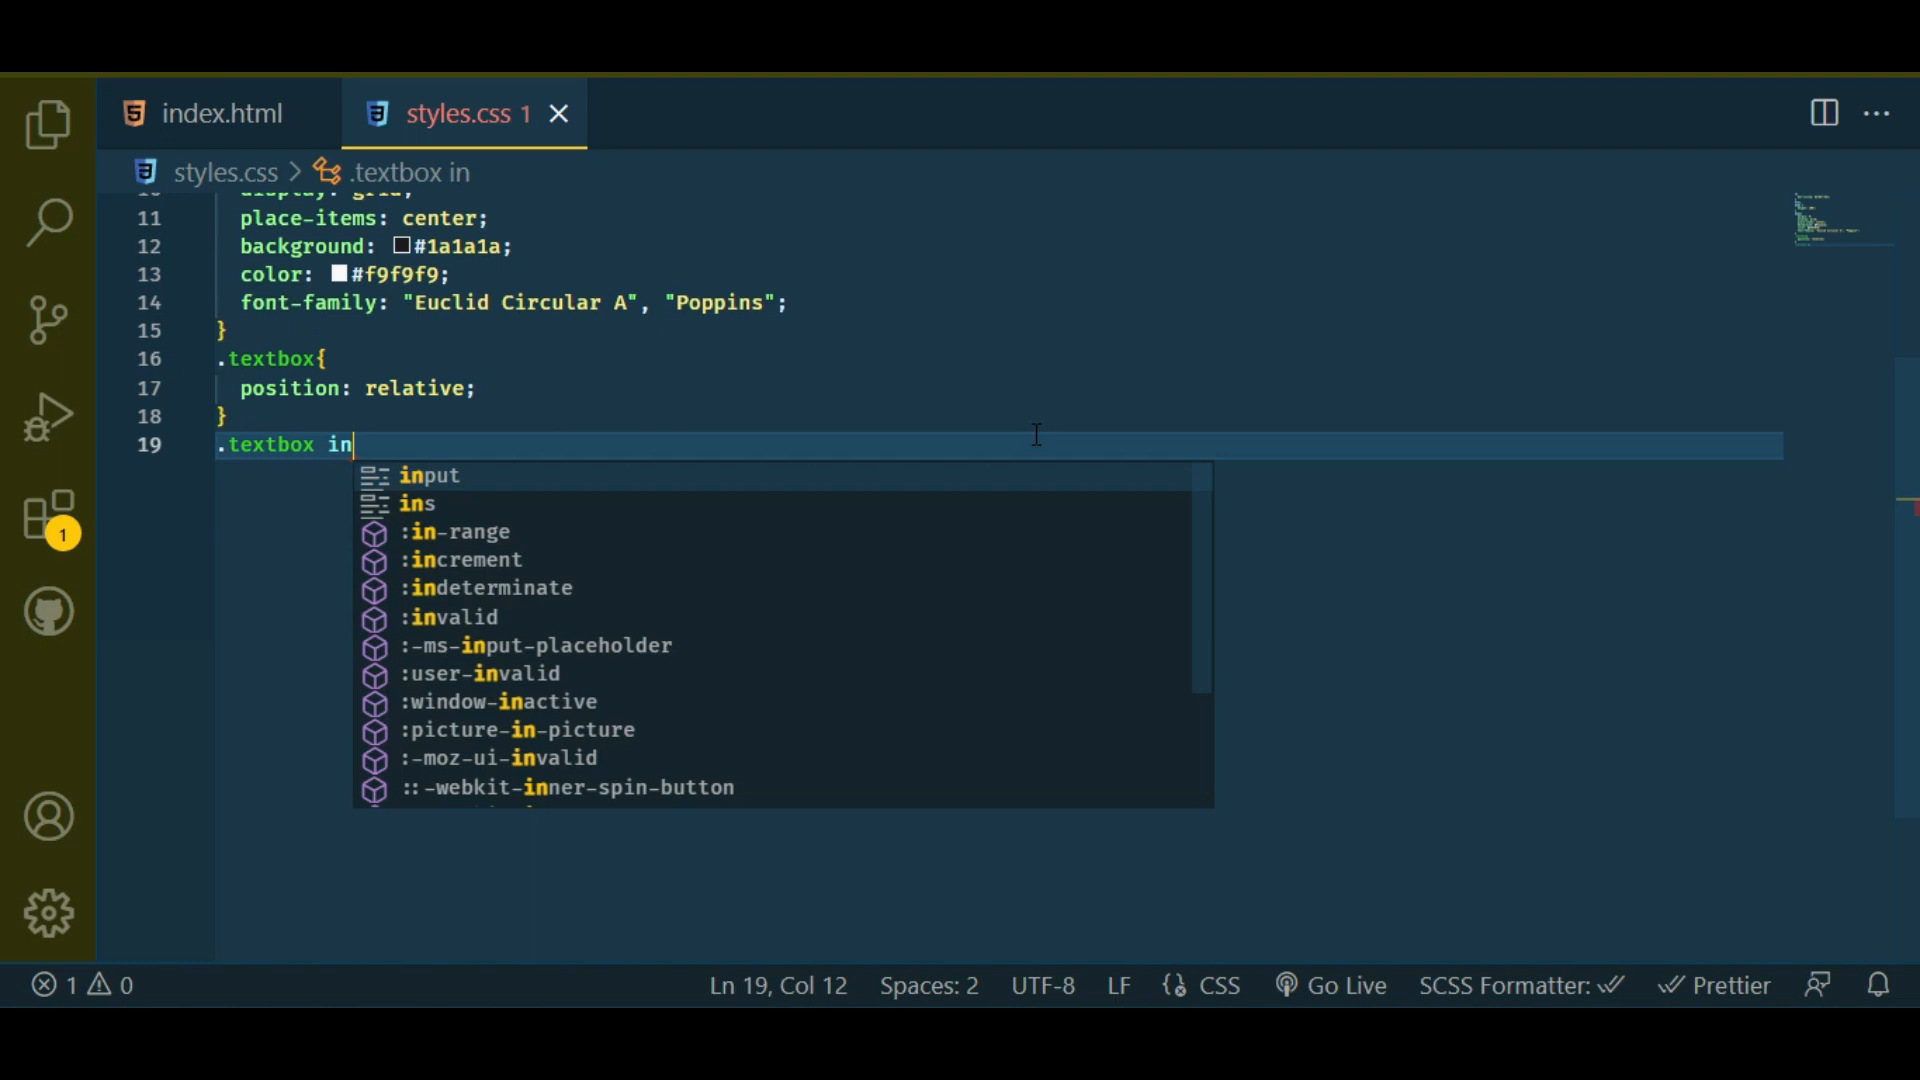 index.html
styles.css 1
styles.css > .textbox in
10 display: grid;
11 place-items: center;
12 background: #1a1a1a;
13 color: #f9f9f9;
14 font-family: "Euclid Circular A", "Poppins";
15 }
16 .textbox{
17 position: relative;
18 }
19 .textbox in
input
ins
:in-range
:increment
:indeterminate
:invalid
:-ms-input-placeholder
:user-invalid
:window-inactive
:picture-in-picture
:-moz-ui-invalid
::-webkit-inner-spin-button
1
1 0
Ln 19, Col 12
Spaces: 2
UTF-8
LF
CSS
Go Live
SCSS Formatter:
Prettier